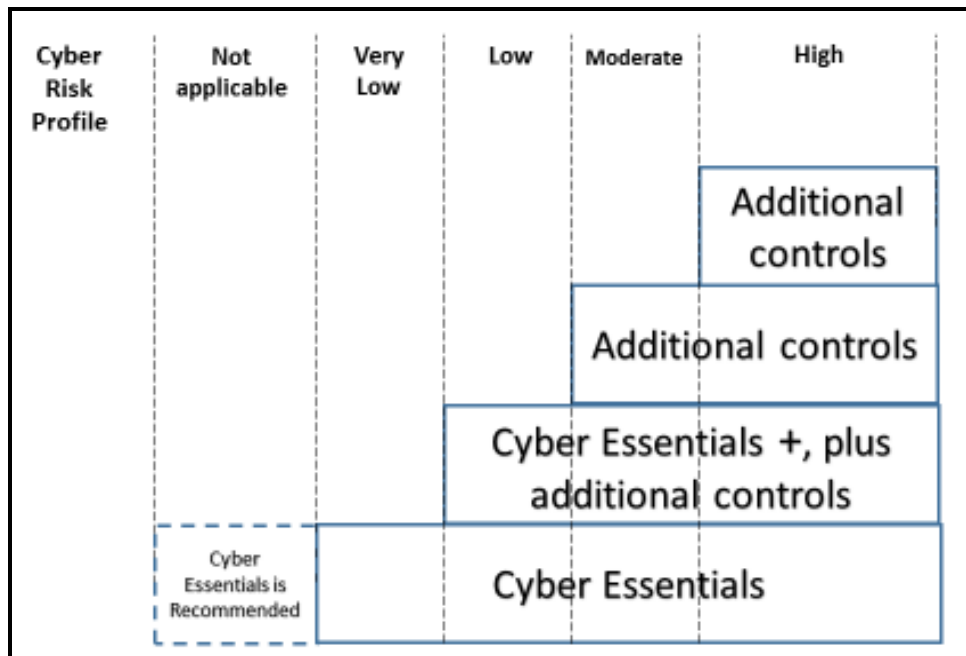 Cyber
Risk
Profile
Not
applicable
Very
Low
Low
Moderate
High
Additional
controls
Additional controls
Cyber Essentials +, plus
additional controls
Cyber
Essentials is
Recommended
Cyber Essentials